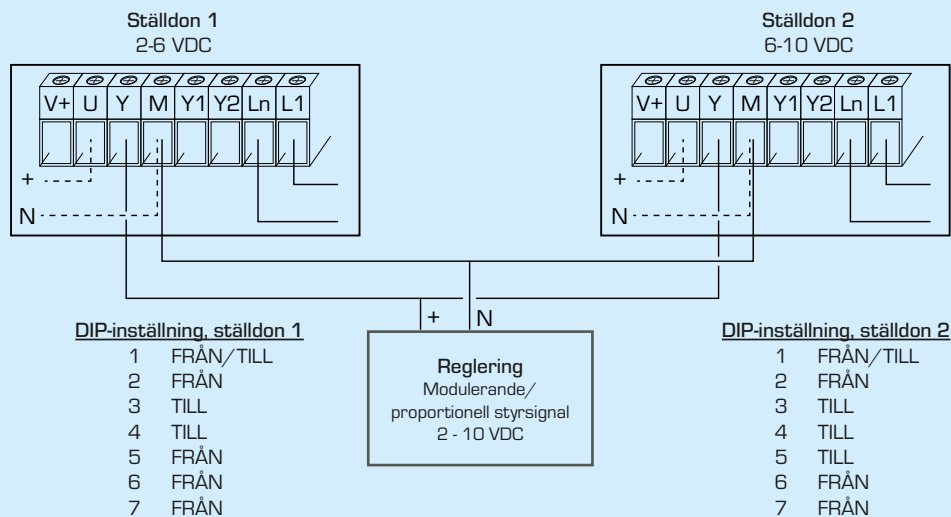 Ställdon 1
2-6 VDC
V+ U Y M Y1 Y2 Ln L1
+
N
Ställdon 2
6-10 VDC
V+ U Y M Y1 Y2 Ln L1
+
N
+ N
Reglering
Modulerande/
proportionell styrsignal
2 - 10 VDC
DIP-inställning, ställdon 1
1 FRÅN/TILL
2 FRÅN
3 TILL
4 TILL
5 FRÅN
6 FRÅN
7 FRÅN
DIP-inställning, ställdon 2
1 FRÅN/TILL
2 FRÅN
3 TILL
4 TILL
5 TILL
6 FRÅN
7 FRÅN